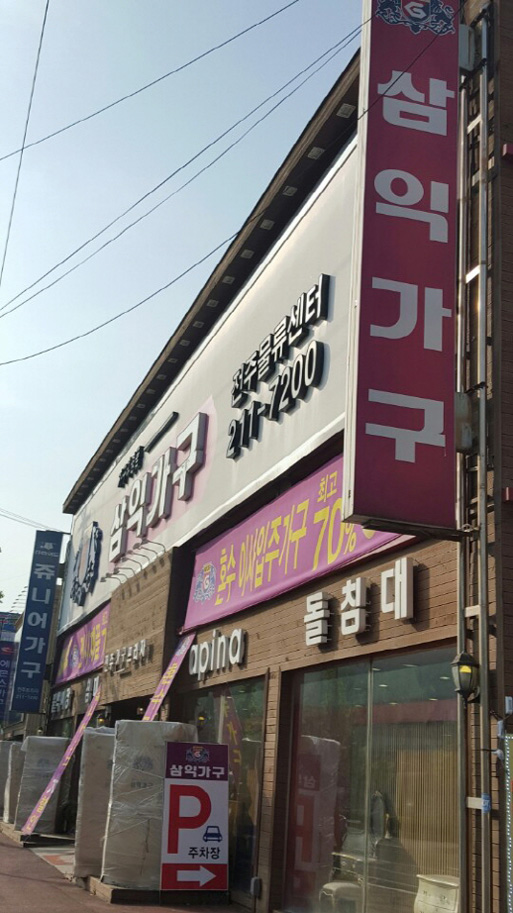 삼익가구
전주물류센터
211-7200
삼익가구
혼수 이사입주가구 최고 70%
apina
돌침대
쥬니어가구
삼익가구
P
주차장